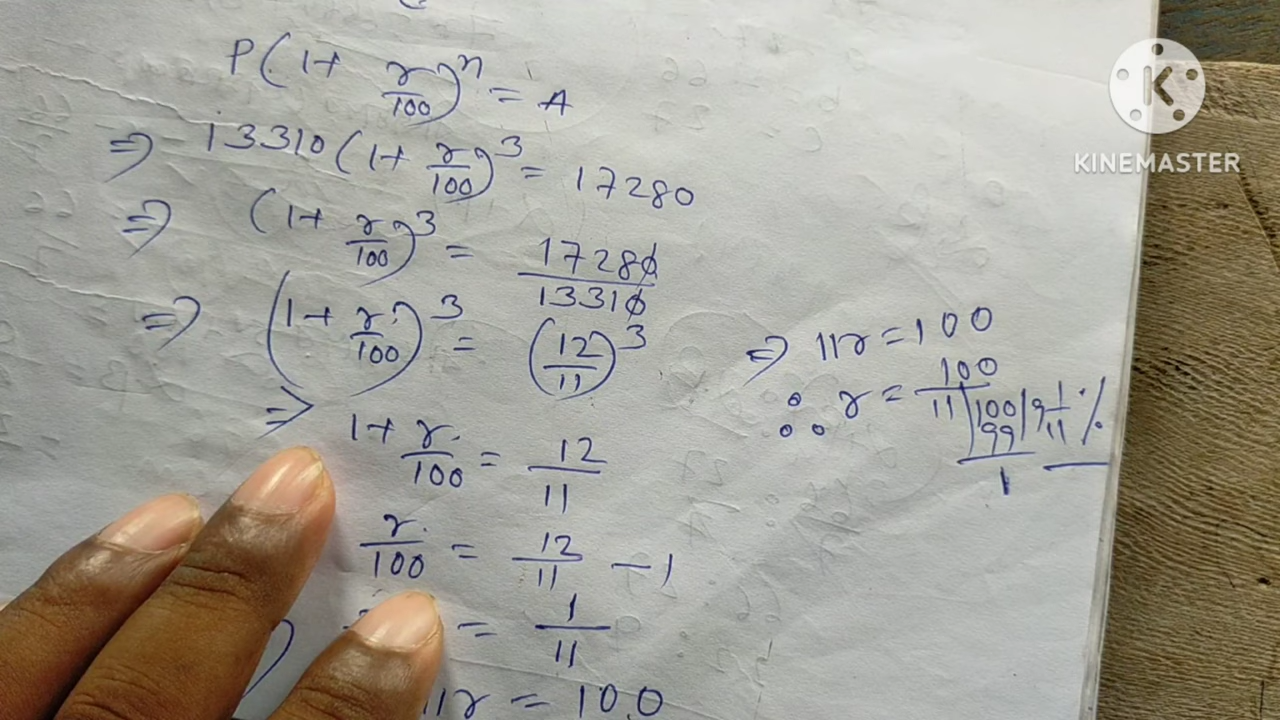 P(1+ r/100)^n = A
⇒ 13310(1+ r/100)^3 = 17280
⇒ (1+ r/100)^3 = 17280/13310
⇒ (1+ r/100)^3 = (12/11)^3
⇒ 1+ r/100 = 12/11
r/100 = 12/11 - 1
= 1/11
11r = 100
⇒ 11r = 100
∴ r = 100/11
11)100(9 1/11 %
99
1
KINEMASTER